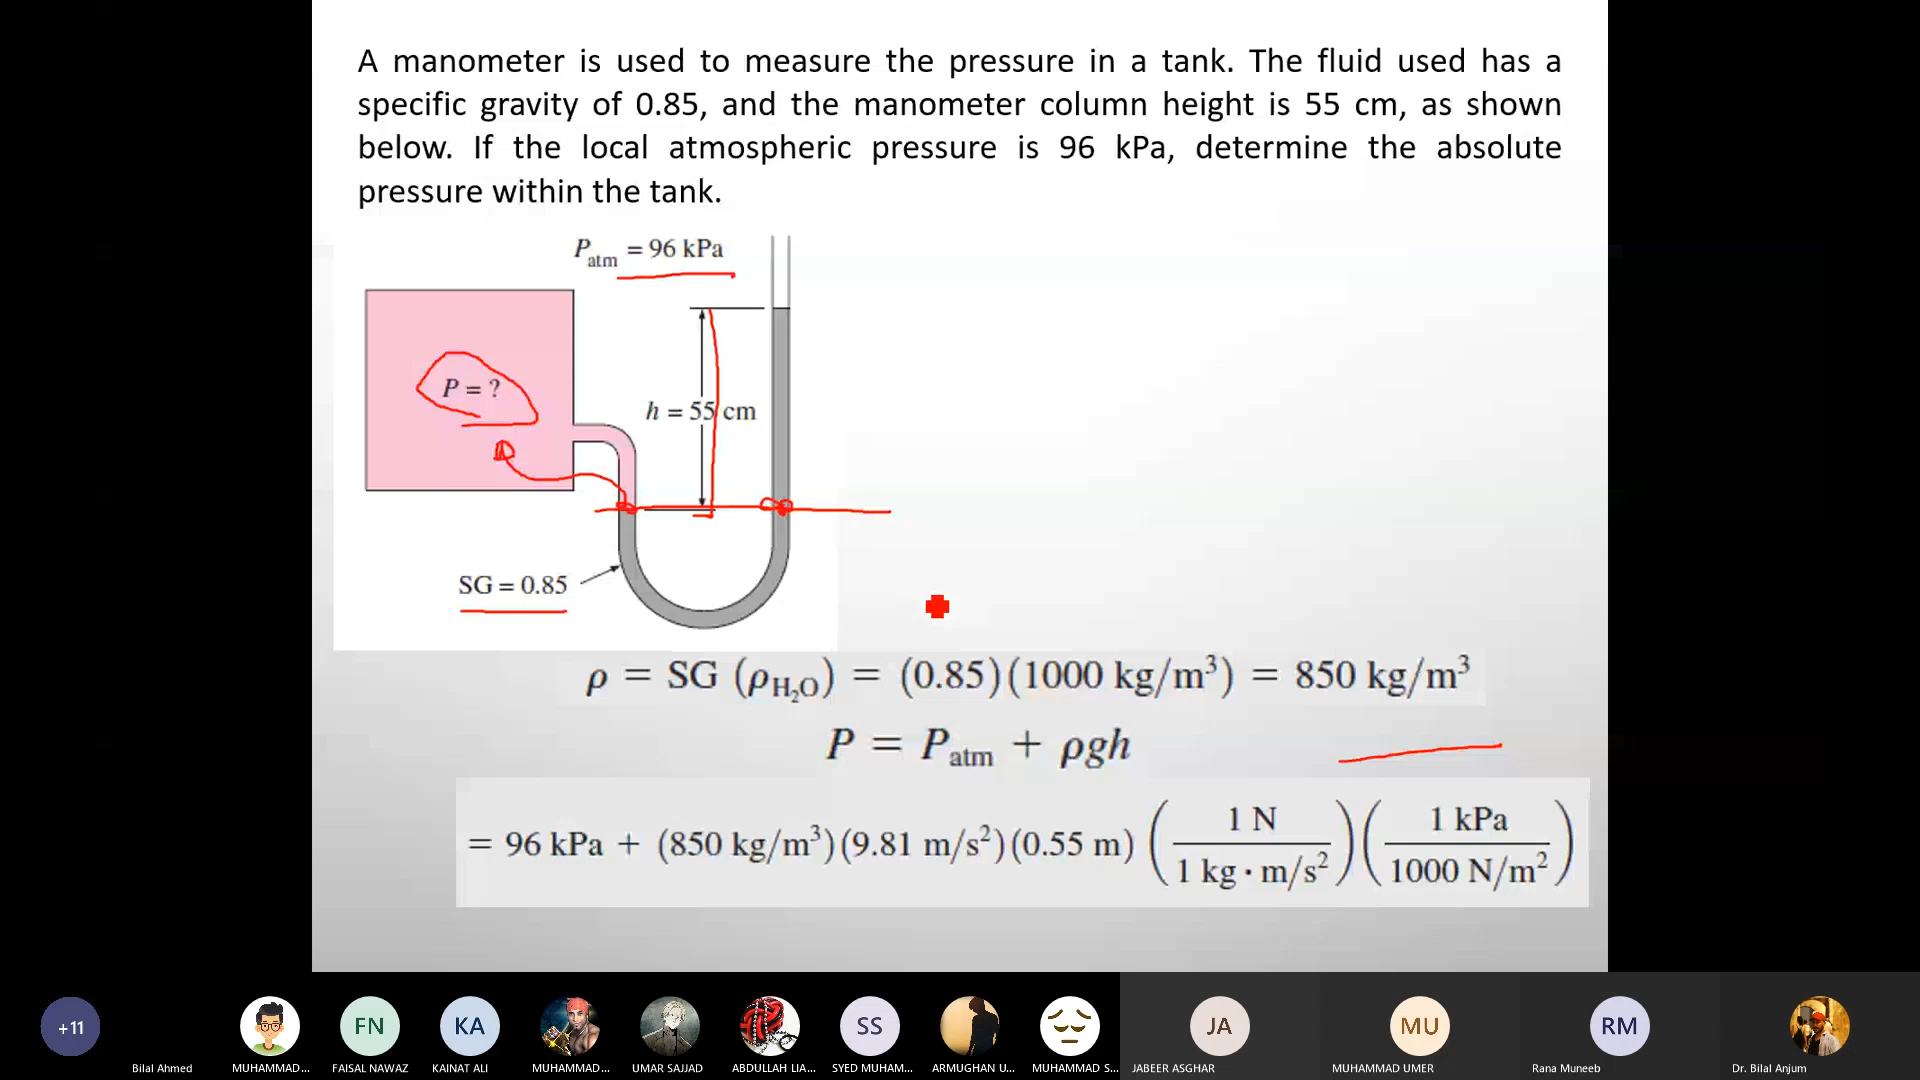 A manometer is used to measure the pressure in a tank. The fluid used has a
specific gravity of 0.85, and the manometer column height is 55 cm, as shown
below. If the local atmospheric pressure is 96 kPa, determine the absolute
pressure within the tank.
P_atm = 96 kPa
P = ?
h = 55 cm
SG = 0.85
ρ = SG (ρ_H₂O) = (0.85)(1000 kg/m³) = 850 kg/m³
P = P_atm + ρgh
= 96 kPa + (850 kg/m³)(9.81 m/s²)(0.55 m) (1 N / 1 kg · m/s²) (1 kPa / 1000 N/m²)
+11
FN
KA
SS
JA
MU
RM
Bilal Ahmed
MUHAMMAD...
FAISAL NAWAZ
KAINAT ALI
MUHAMMAD...
UMAR SAJJAD
ABDULLAH LIA...
SYED MUHAM...
ARMUGHAN U...
MUHAMMAD S...
JABEER ASGHAR
MUHAMMAD UMER
Rana Muneeb
Dr. Bilal Anjum